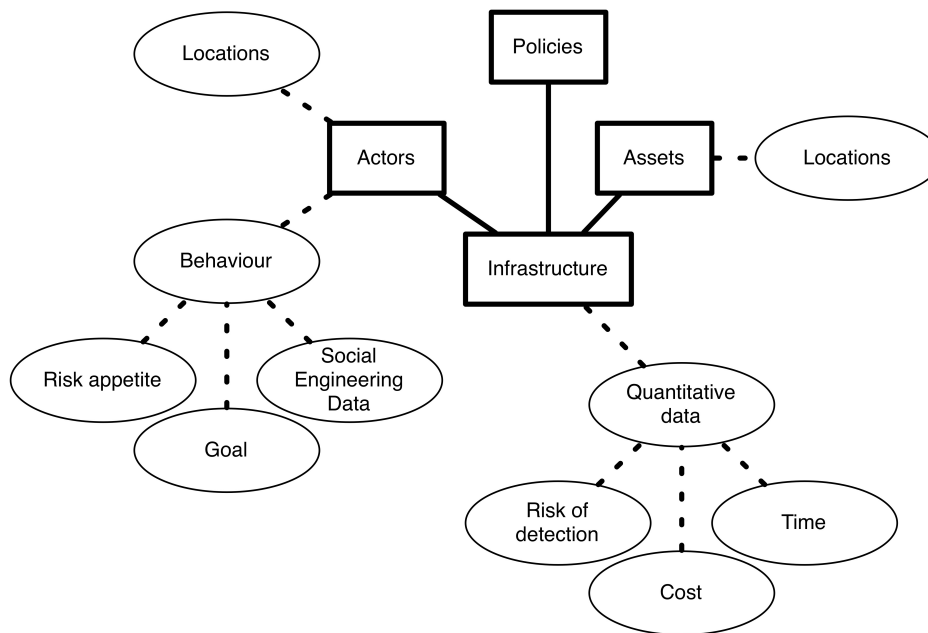 Locations
Policies
Actors
Assets
Locations
Behaviour
Infrastructure
Risk appetite
Social
Engineering
Data
Goal
Quantitative
data
Risk of
detection
Time
Cost